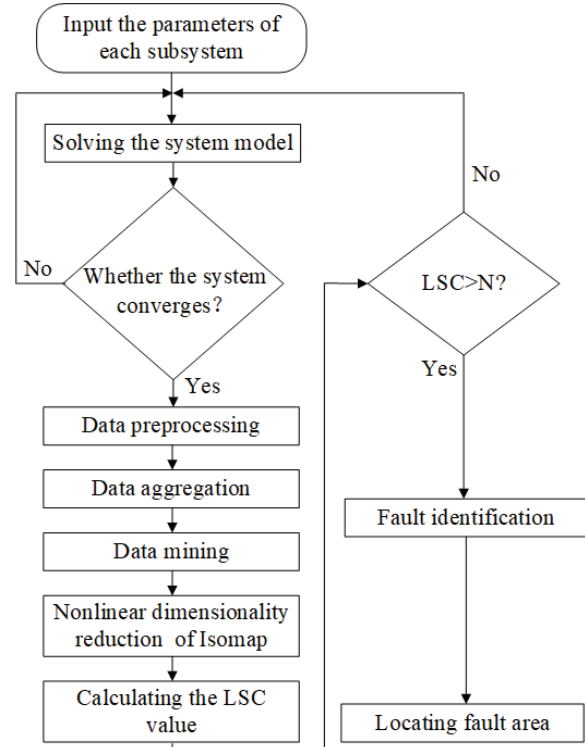 Input the parameters of
each subsystem
Solving the system model
No
Whether the system
converges?
Yes
Data preprocessing
Data aggregation
Data mining
Nonlinear dimensionality
reduction of Isomap
Calculating the LSC
value
No
LSC>N?
Yes
Fault identification
Locating fault area